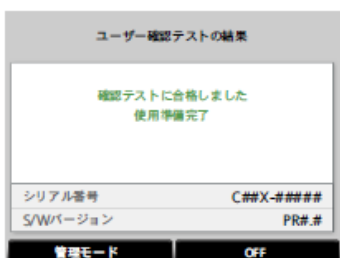 ユーザー確認テストの結果
確認テストに合格しました
使用準備完了
シリアル番号 C##X-#####
S/Wバージョン PR#.#
管理モード OFF